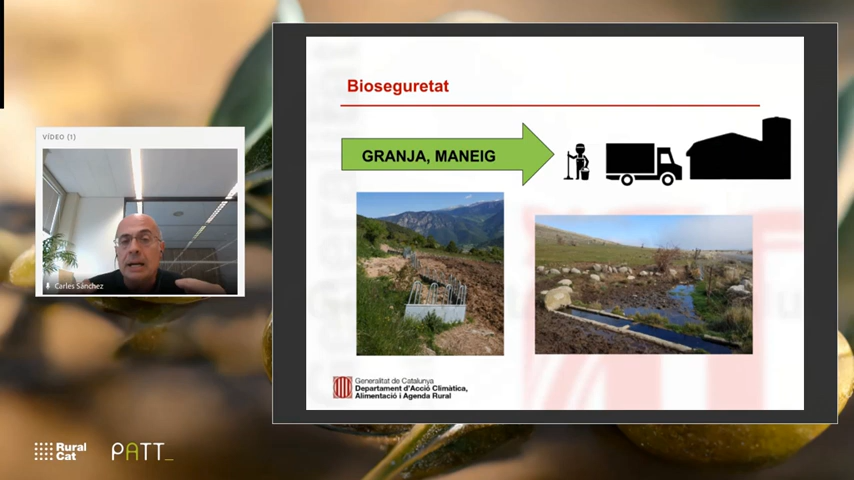 VÍDEO (1)
Carles Sánchez
Bioseguretat
GRANJA, MANEIG
Generalitat de Catalunya
Departament d'Acció Climàtica,
Alimentació i Agenda Rural
Rural
Cat
PATT_